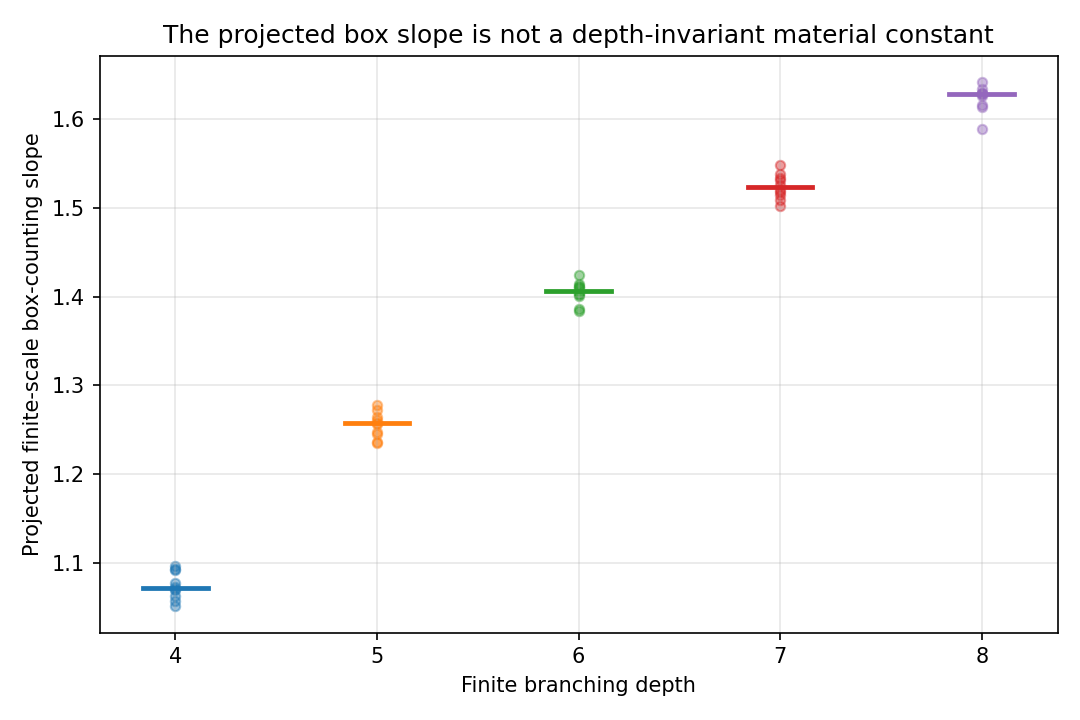 The projected box slope is not a depth-invariant material constant
Projected finite-scale box-counting slope
1.6
1.5
1.4
1.3
1.2
1.1
4 5 6 7 8
Finite branching depth